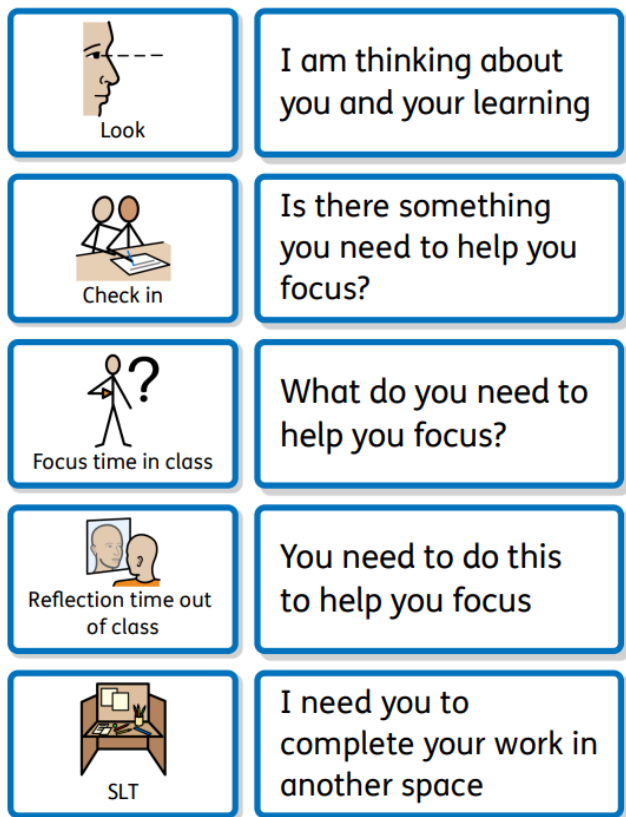 Look
I am thinking about
you and your learning
Check in
Is there something
you need to help you
focus?
?
Focus time in class
What do you need to
help you focus?
Reflection time out
of class
You need to do this
to help you focus
SLT
I need you to
complete your work in
another space